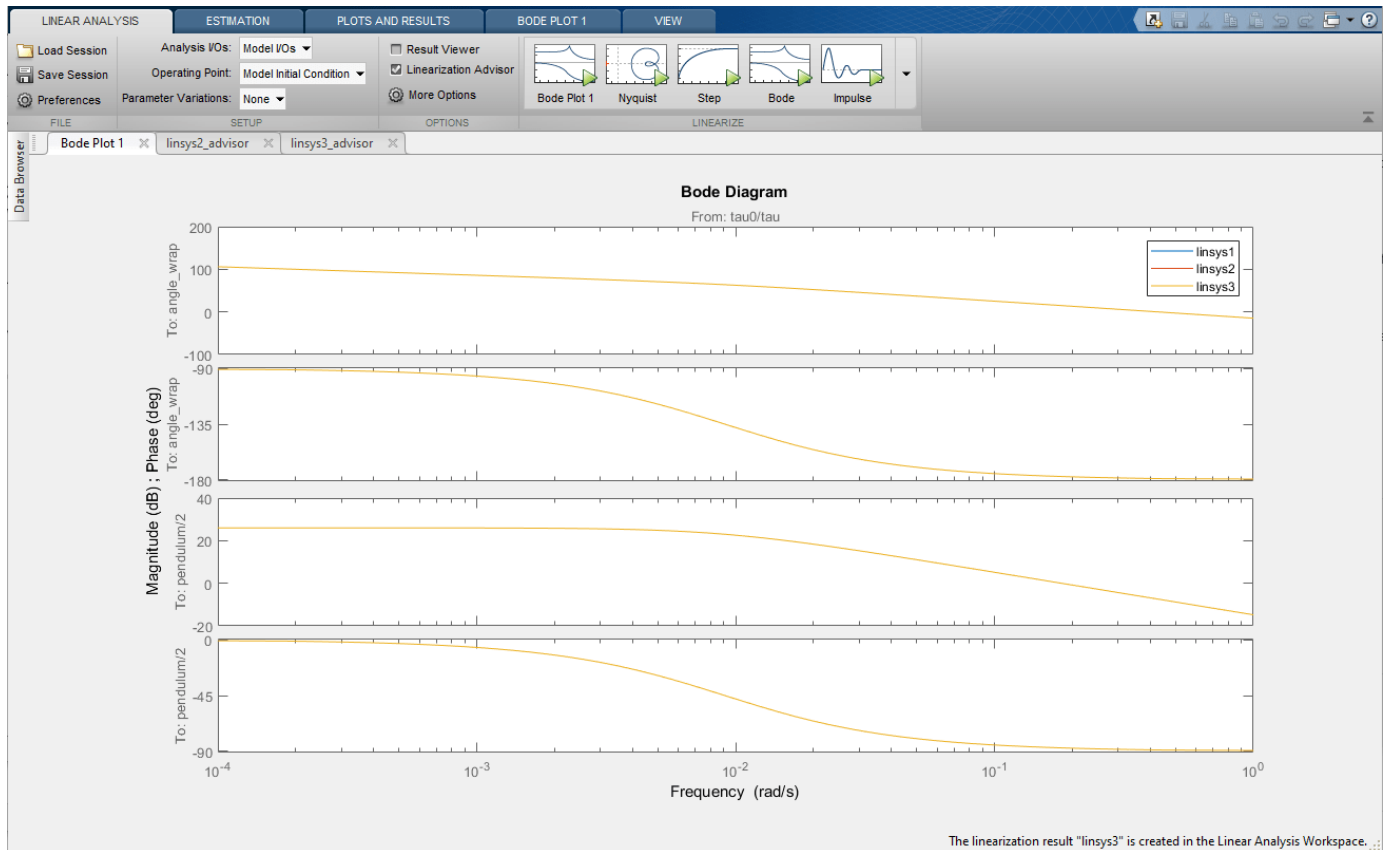 LINEAR ANALYSIS ESTIMATION PLOTS AND RESULTS BODE PLOT 1 VIEW
Load Session Analysis I/Os: Model I/Os Result Viewer
Save Session Operating Point: Model Initial Condition Linearization Advisor
Preferences Parameter Variations: None More Options
Bode Plot 1 Nyquist Step Bode Impulse
FILE SETUP OPTIONS LINEARIZE
Data Browser
Bode Plot 1 linsys2_advisor linsys3_advisor
Bode Diagram
From: tau0/tau
Magnitude (dB) ; Phase (deg)
To: angle_wrap
200
100
0
-100
linsys1
linsys2
linsys3
To: angle_wrap
-90
-135
-180
To: pendulum/2
40
20
0
-20
To: pendulum/2
0
-45
-90
10^-4 10^-3 10^-2 10^-1 10^0
Frequency (rad/s)
The linearization result "linsys3" is created in the Linear Analysis Workspace.